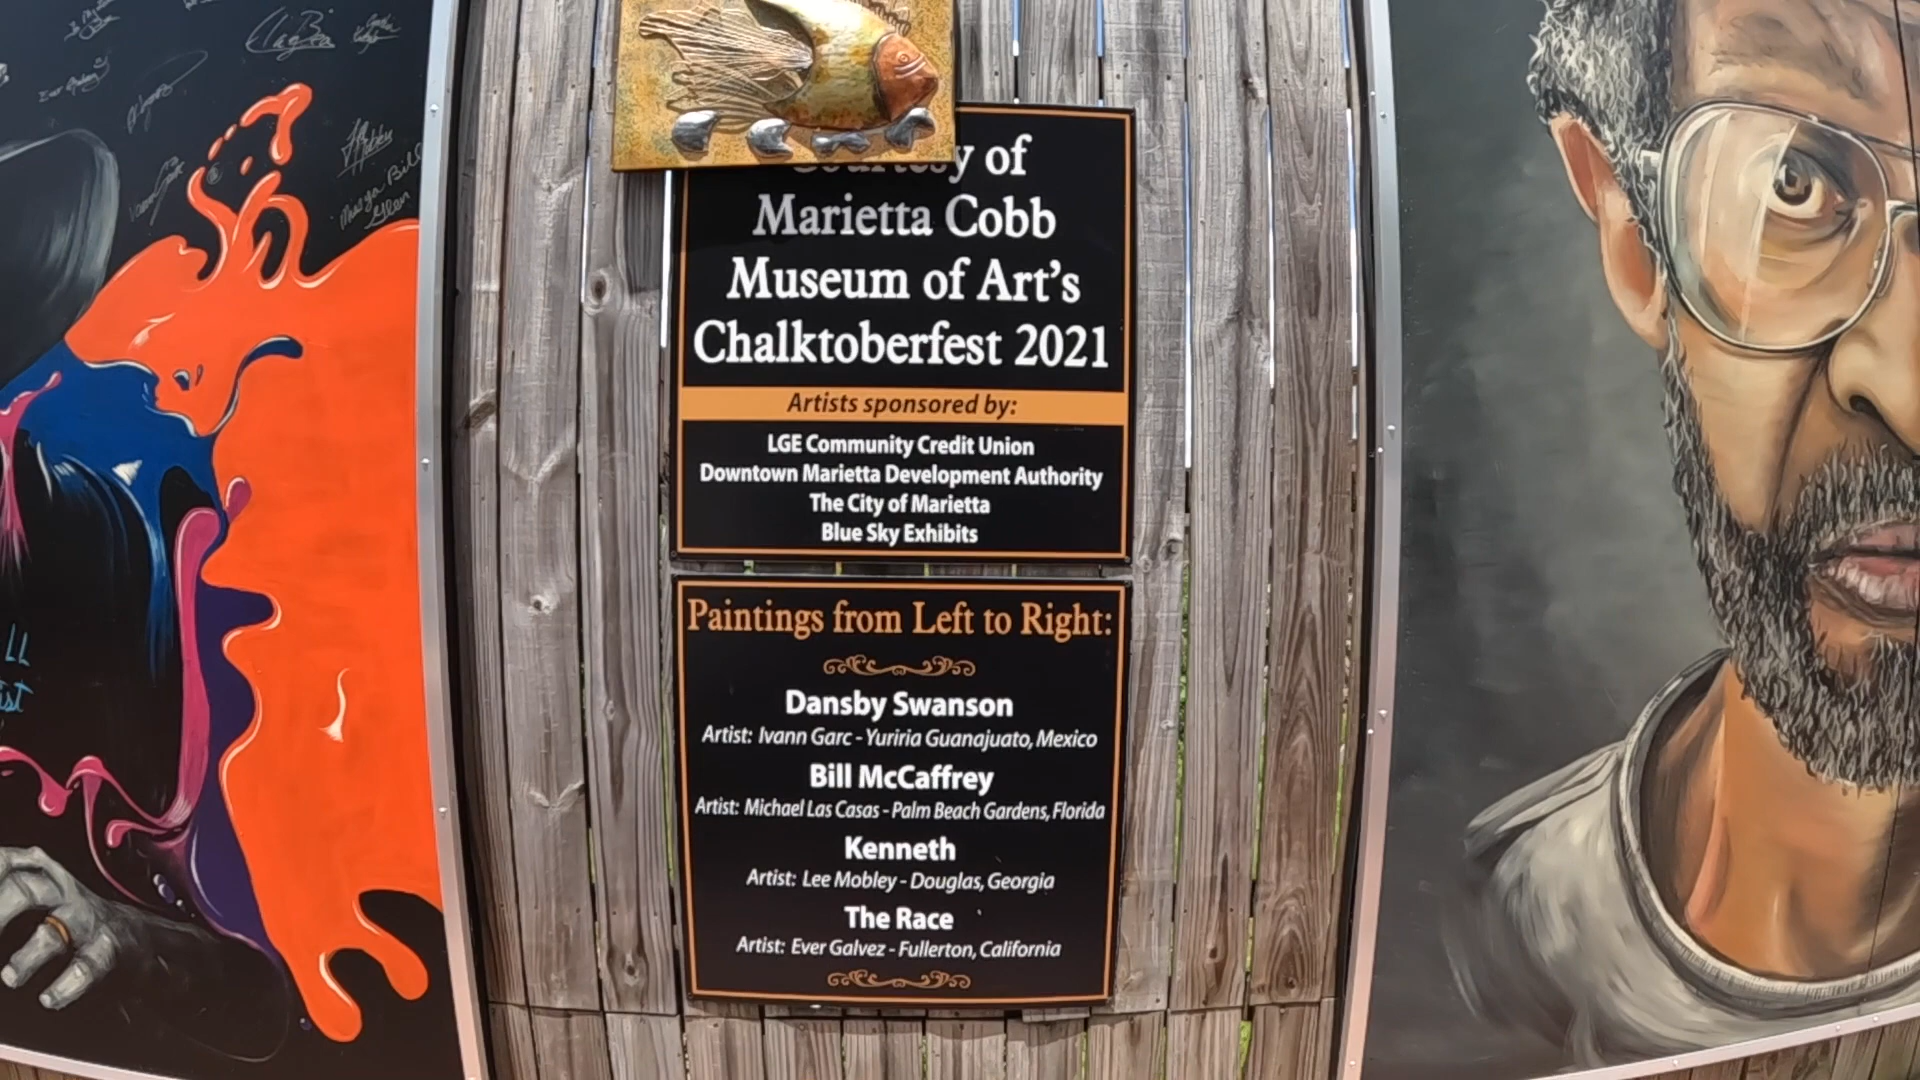 Courtesy of
Marietta Cobb
Museum of Art's
Chalktoberfest 2021
Artists sponsored by:
LGE Community Credit Union
Downtown Marietta Development Authority
The City of Marietta
Blue Sky Exhibits
Paintings from Left to Right:
Dansby Swanson
Artist: Ivann Garc - Yuriria Guanajuato, Mexico
Bill McCaffrey
Artist: Michael Las Casas - Palm Beach Gardens, Florida
Kenneth
Artist: Lee Mobley - Douglas, Georgia
The Race
Artist: Ever Galvez - Fullerton, California